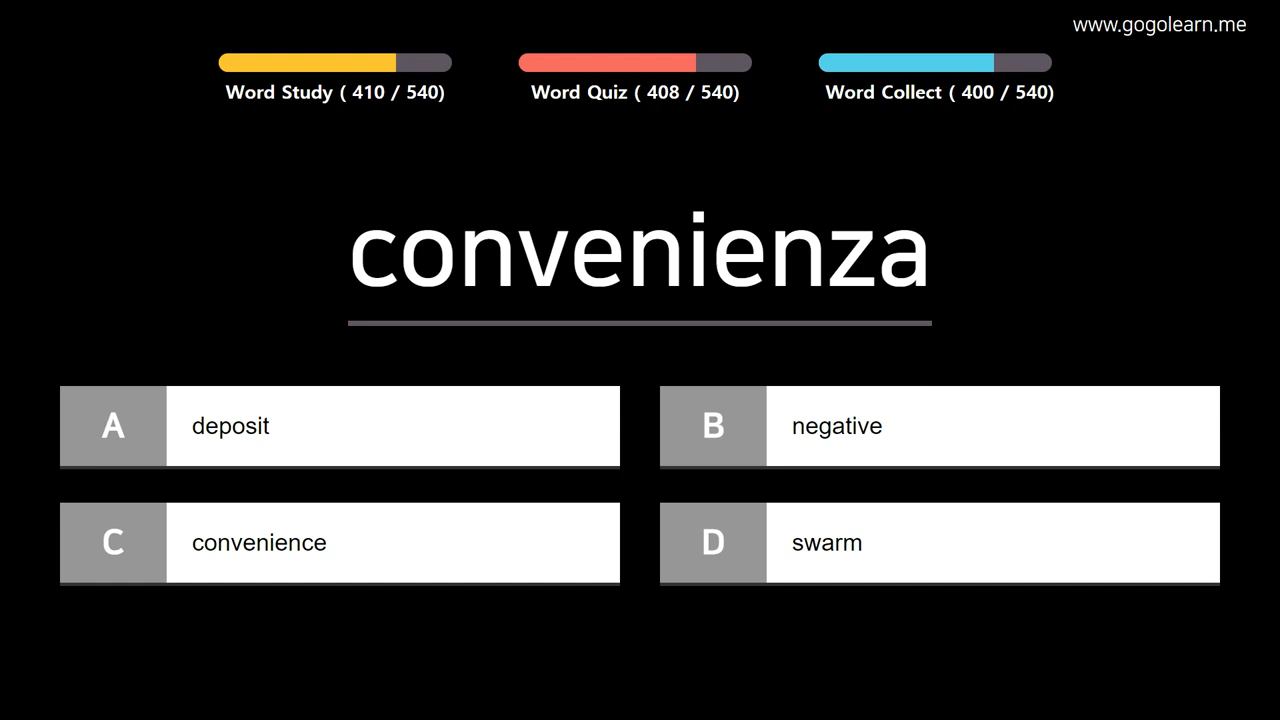 www.gogolearn.me
Word Study ( 410 / 540)
Word Quiz ( 408 / 540)
Word Collect ( 400 / 540)
convenienza
A deposit
B negative
C convenience
D swarm